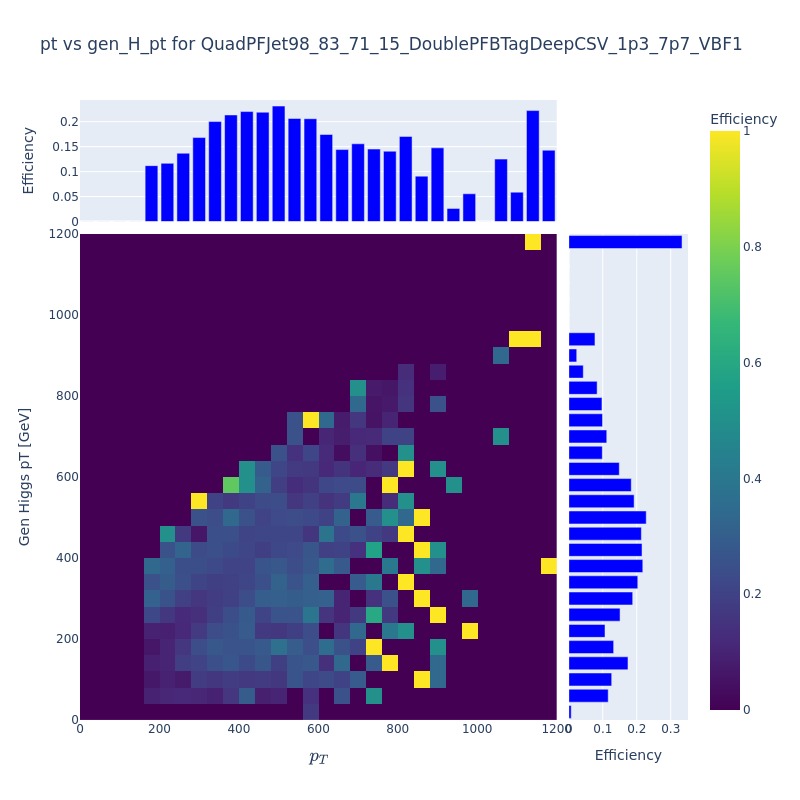 pt vs gen_H_pt for QuadPFJet98_83_71_15_DoublePFBTagDeepCSV_1p3_7p7_VBF1
Efficiency
0.2
0.15
0.1
0.05
0
Efficiency
1
0.8
0.6
0.4
0.2
0
Gen Higgs pT [GeV]
1200
1000
800
600
400
200
0
0 200 400 600 800 1000 1200
p_T
0 0.1 0.2 0.3
Efficiency